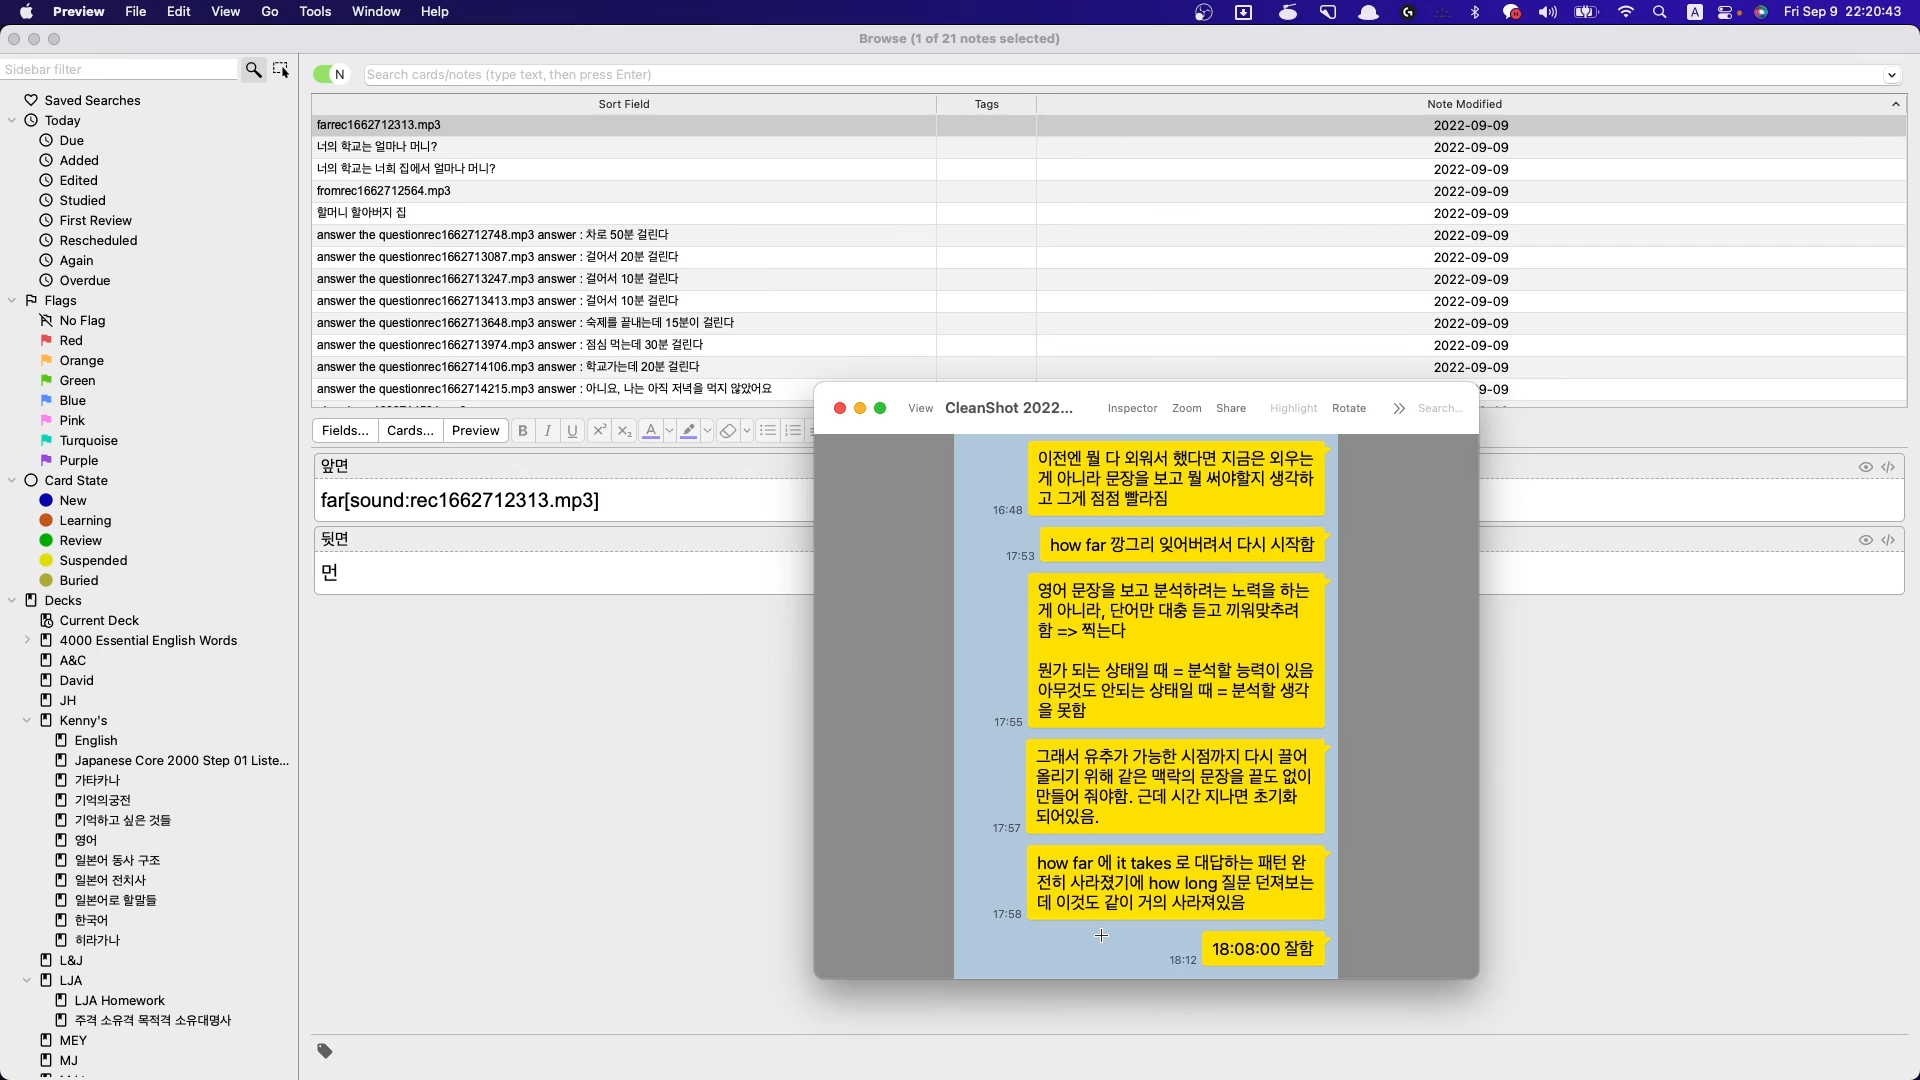 Preview File Edit View Go Tools Window Help
A
Fri Sep 9 22:20:43
Browse (1 of 21 notes selected)
Sidebar filter
N
Search cards/notes (type text, then press Enter)
Saved Searches
Today
Due
Added
Edited
Studied
First Review
Rescheduled
Again
Overdue
Flags
No Flag
Red
Orange
Green
Blue
Pink
Turquoise
Purple
Card State
New
Learning
Review
Suspended
Buried
Decks
Current Deck
4000 Essential English Words
A&C
David
JH
Kenny's
English
Japanese Core 2000 Step 01 Liste...
가타카나
기억의궁전
기억하고 싶은 것들
영어
일본어 동사 구조
일본어 전치사
일본어로 할말들
한국어
히라가나
L&J
LJA
LJA Homework
주격 소유격 목적격 소유대명사
MEY
MJ
Sort Field Tags Note Modified
farrec1662712313.mp3 2022-09-09
너의 학교는 얼마나 머니? 2022-09-09
너의 학교는 너희 집에서 얼마나 머니? 2022-09-09
fromrec1662712564.mp3 2022-09-09
할머니 할아버지 집 2022-09-09
answer the questionrec1662712748.mp3 answer : 차로 50분 걸린다 2022-09-09
answer the questionrec1662713087.mp3 answer : 걸어서 20분 걸린다 2022-09-09
answer the questionrec1662713247.mp3 answer : 걸어서 10분 걸린다 2022-09-09
answer the questionrec1662713413.mp3 answer : 걸어서 10분 걸린다 2022-09-09
answer the questionrec1662713648.mp3 answer : 숙제를 끝내는데 15분이 걸린다 2022-09-09
answer the questionrec1662713974.mp3 answer : 점심 먹는데 30분 걸린다 2022-09-09
answer the questionrec1662714106.mp3 answer : 학교가는데 20분 걸린다 2022-09-09
answer the questionrec1662714215.mp3 answer : 아니요, 나는 아직 저녁을 먹지 않았어요 9-09
Fields... Cards... Preview B I U x² x₂ A
앞면
far[sound:rec1662712313.mp3]
뒷면
먼
View CleanShot 2022... Inspector Zoom Share Highlight Rotate Search...
이전엔 뭘 다 외워서 했다면 지금은 외우는
게 아니라 문장을 보고 뭘 써야할지 생각하
고 그게 점점 빨라짐
16:48
how far 깡그리 잊어버려서 다시 시작함
17:53
영어 문장을 보고 분석하려는 노력을 하는
게 아니라, 단어만 대충 듣고 끼워맞추려
함 => 찍는다
뭔가 되는 상태일 때 = 분석할 능력이 있음
아무것도 안되는 상태일 때 = 분석할 생각
을 못함
17:55
그래서 유추가 가능한 시점까지 다시 끌어
올리기 위해 같은 맥락의 문장을 끝도 없이
만들어 줘야함. 근데 시간 지나면 초기화
되어있음.
17:57
how far 에 it takes 로 대답하는 패턴 완
전히 사라졌기에 how long 질문 던져보는
데 이것도 같이 거의 사라져있음
17:58
18:08:00 잘함
18:12